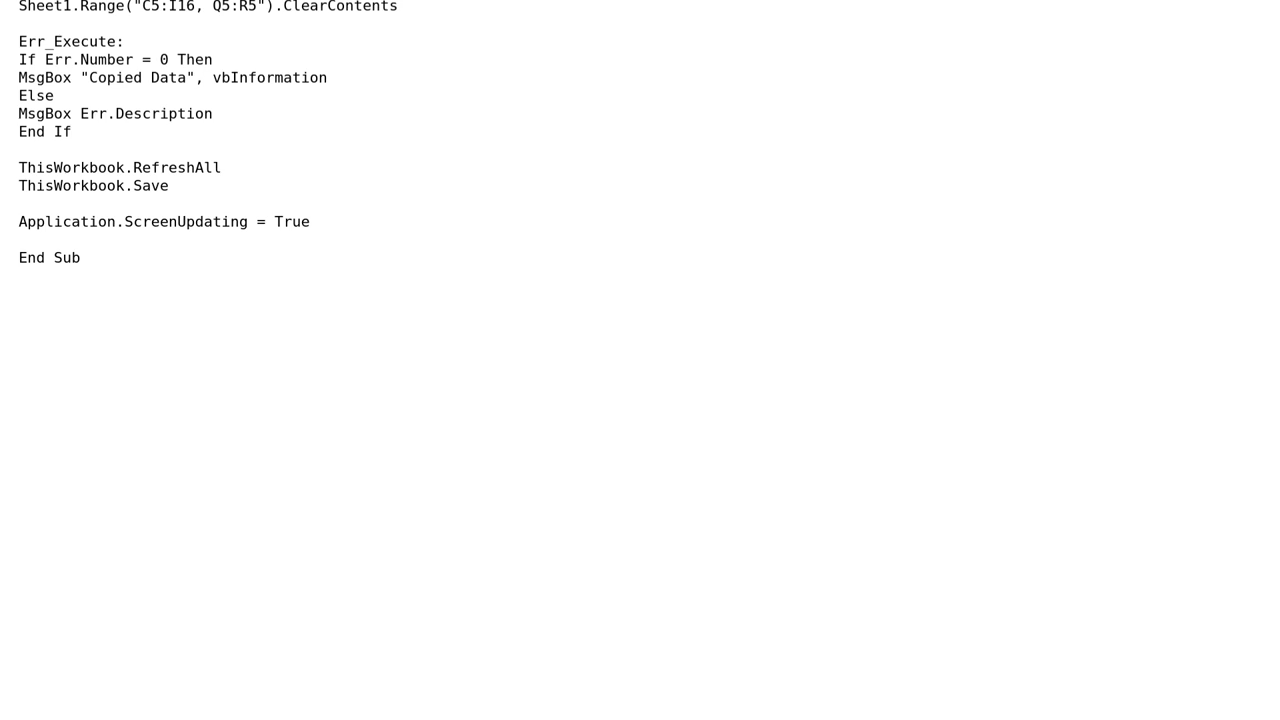 Sheet1.Range("C5:I16, Q5:R5").ClearContents
Err_Execute:
If Err.Number = 0 Then
MsgBox "Copied Data", vbInformation
Else
MsgBox Err.Description
End If
ThisWorkbook.RefreshAll
ThisWorkbook.Save
Application.ScreenUpdating = True
End Sub